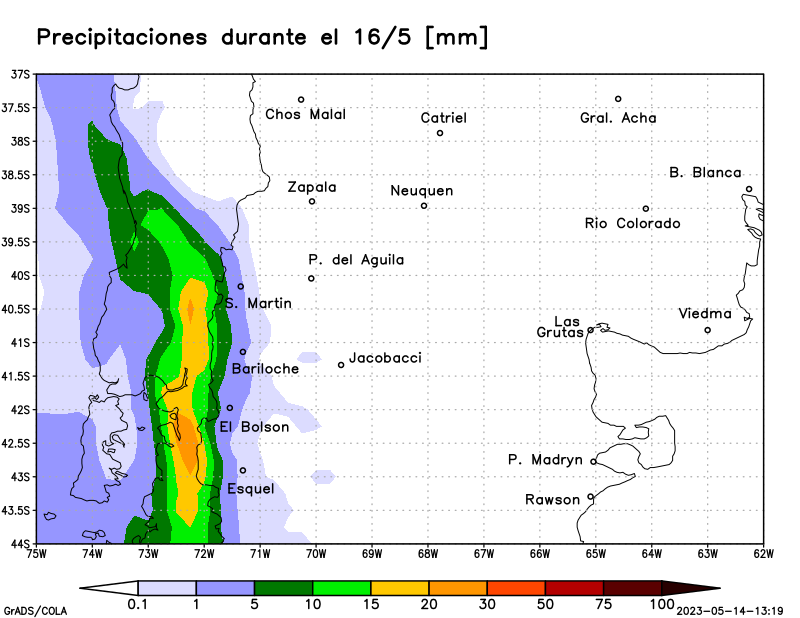 Precipitaciones durante el 16/5 [mm]
37S
37.5S
38S
38.5S
39S
39.5S
40S
40.5S
41S
41.5S
42S
42.5S
43S
43.5S
44S
Chos Malal
Catriel
Gral. Acha
B. Blanca
Zapala
Neuquen
Rio Colorado
P. del Aguila
S. Martin
Las
Grutas
Viedma
Bariloche
Jacobacci
El Bolson
Esquel
P. Madryn
Rawson
75W 74W 73W 72W 71W 70W 69W 68W 67W 66W 65W 64W 63W 62W
0.1 1 5 10 15 20 30 50 75 100
GrADS/COLA
2023-05-14-13:19